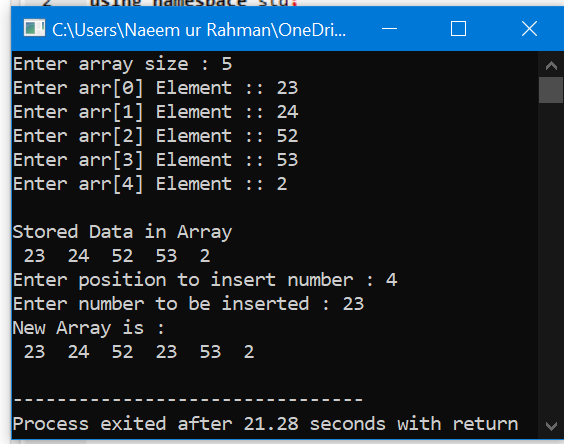 2 using namespace std;
C:\Users\Naeem ur Rahman\OneDri...
Enter array size : 5
Enter arr[0] Element :: 23
Enter arr[1] Element :: 24
Enter arr[2] Element :: 52
Enter arr[3] Element :: 53
Enter arr[4] Element :: 2
Stored Data in Array
23 24 52 53 2
Enter position to insert number : 4
Enter number to be inserted : 23
New Array is :
23 24 52 23 53 2
--------------------------------
Process exited after 21.28 seconds with return